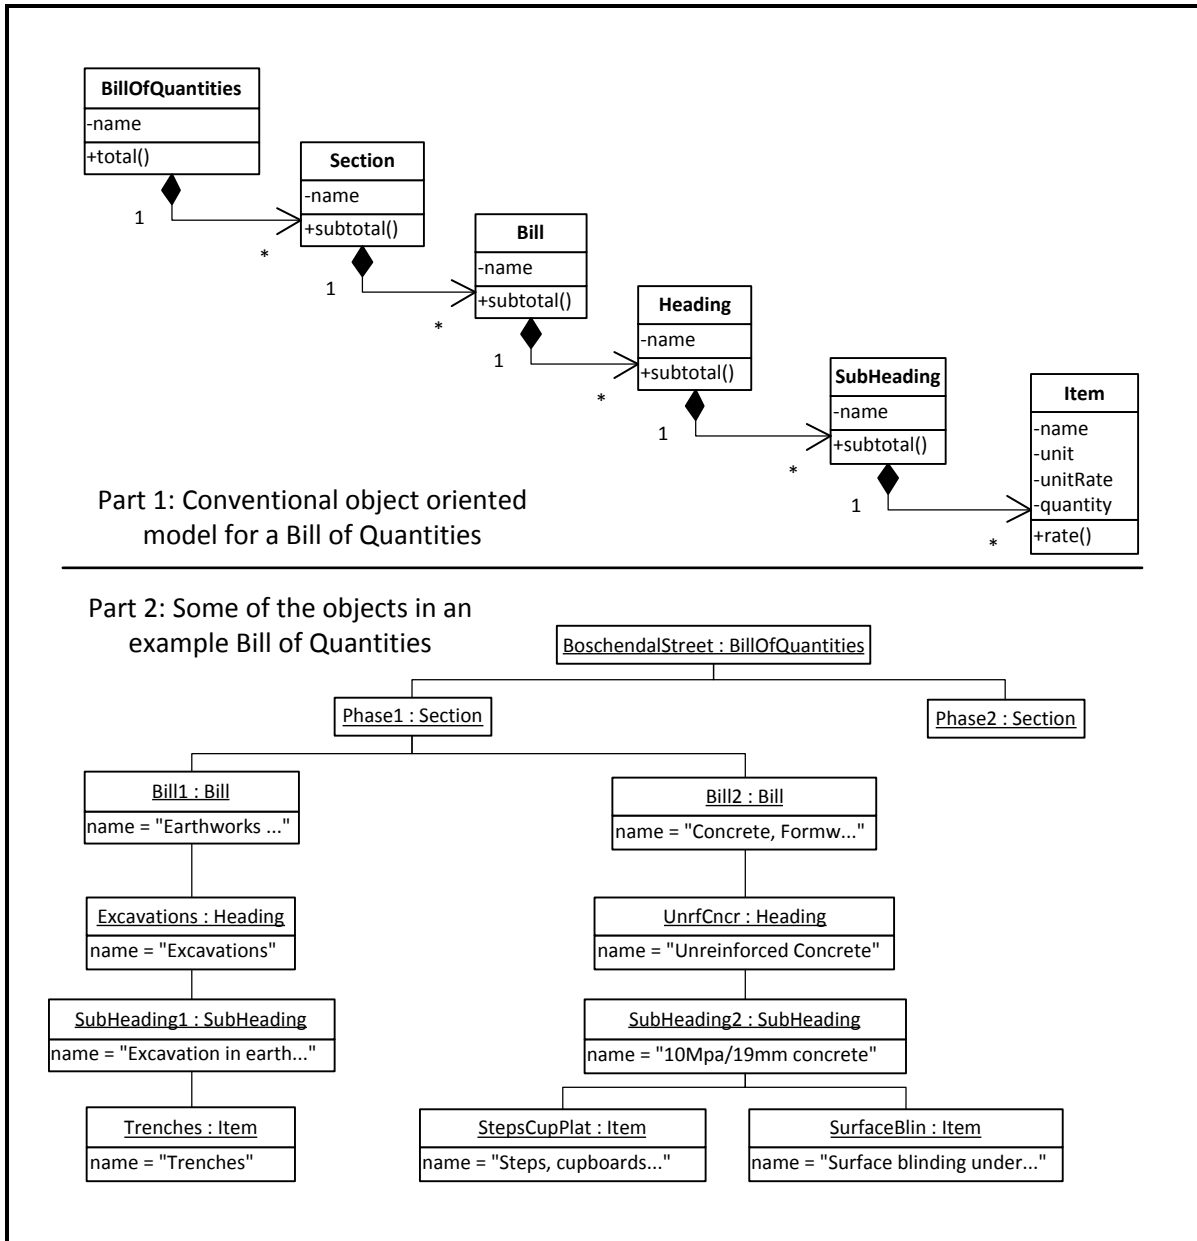 BillOfQuantities
-name
+total()
1
*
Section
-name
+subtotal()
1
*
Bill
-name
+subtotal()
1
*
Heading
-name
+subtotal()
1
*
SubHeading
-name
+subtotal()
1
*
Item
-name
-unit
-unitRate
-quantity
+rate()
Part 1: Conventional object oriented
model for a Bill of Quantities
Part 2: Some of the objects in an
example Bill of Quantities
BoschendalStreet : BillOfQuantities
Phase1 : Section
Phase2 : Section
Bill1 : Bill
name = "Earthworks ..."
Bill2 : Bill
name = "Concrete, Formw..."
Excavations : Heading
name = "Excavations"
UnrfCncr : Heading
name = "Unreinforced Concrete"
SubHeading1 : SubHeading
name = "Excavation in earth..."
SubHeading2 : SubHeading
name = "10Mpa/19mm concrete"
Trenches : Item
name = "Trenches"
StepsCupPlat : Item
name = "Steps, cupboards..."
SurfaceBlin : Item
name = "Surface blinding under..."